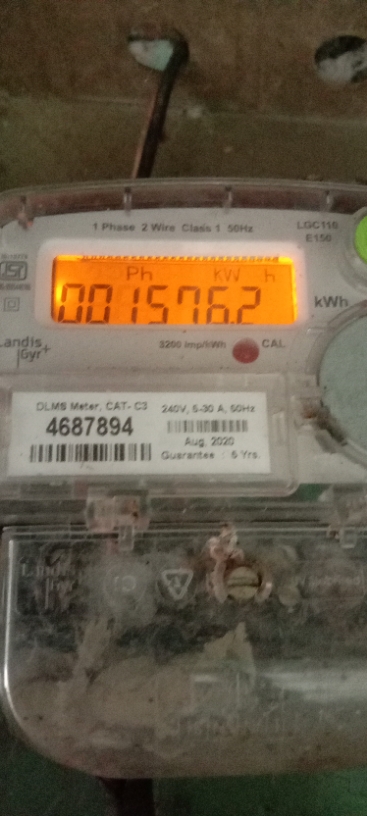 1 Phase 2 Wire Class 1 50Hz
LGC110
E150
Ph kW h
001576.2
kWh
Landis
Gyr+
3200 imp/kWh
CAL
DLMS Meter, CAT- C3
240V, 5-30 A, 50Hz
4687894
Aug, 2020
Guarantee : 5 Yrs.